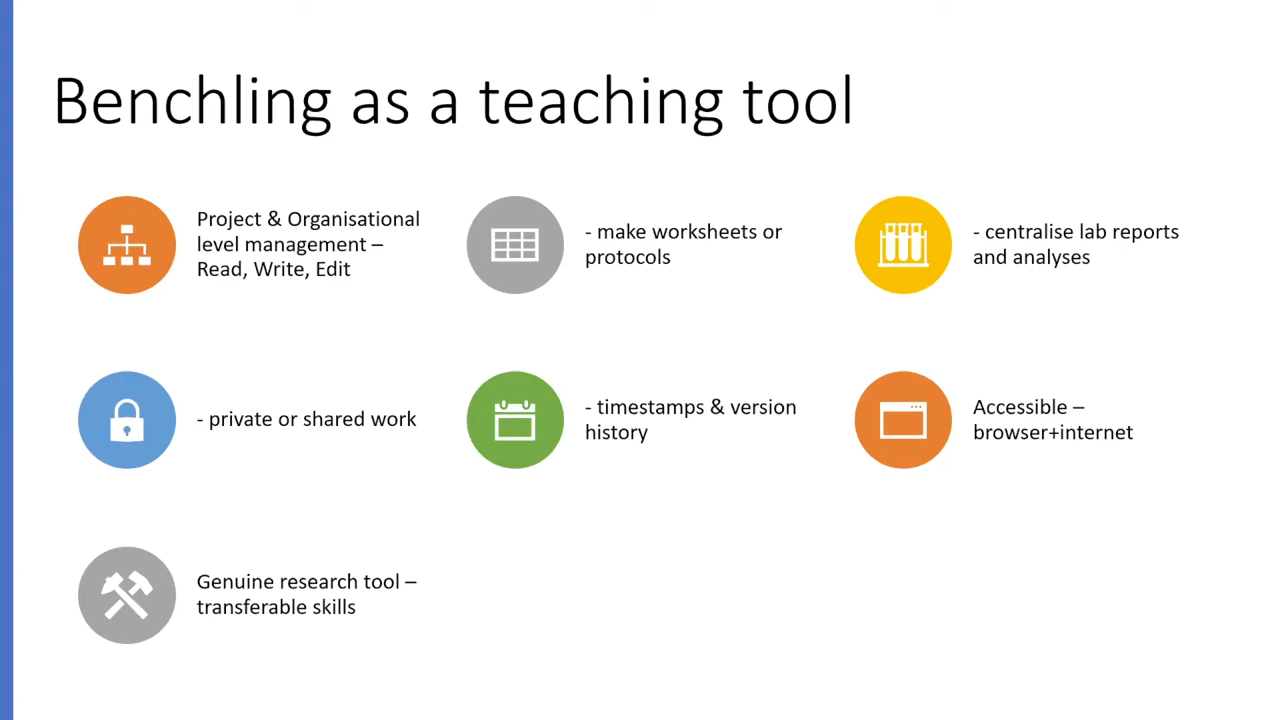 Benchling as a teaching tool
Project & Organisational
level management –
Read, Write, Edit
- make worksheets or
protocols
- centralise lab reports
and analyses
- private or shared work
- timestamps & version
history
Accessible –
browser+internet
Genuine research tool –
transferable skills